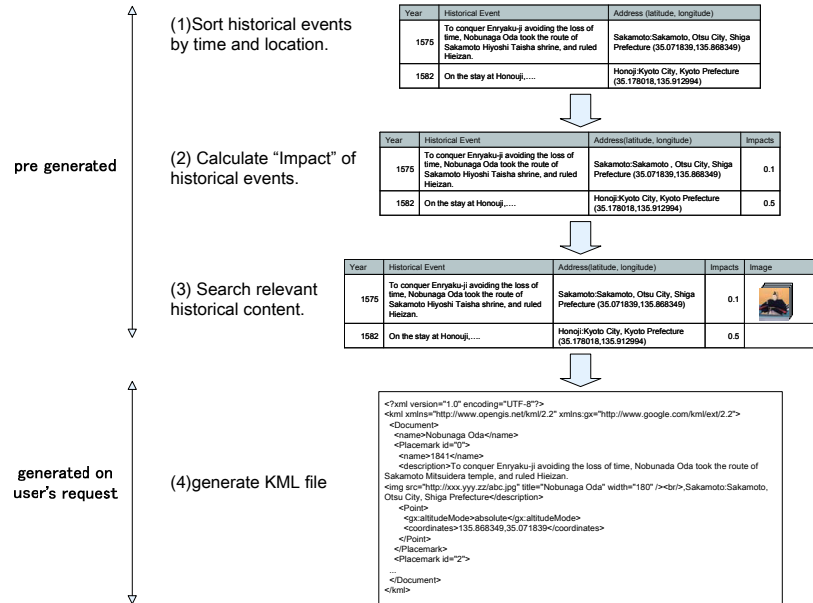 (1)Sort historical events
by time and location.
Year Historical Event Address (latitude, longitude)
1575 To conquer Enryaku-ji avoiding the loss of
time, Nobunaga Oda took the route of
Sakamoto Hiyoshi Taisha shrine, and ruled
Hieizan.
Sakamoto:Sakamoto, Otsu City, Shiga
Prefecture (35.071839,135.868349)
1582 On the stay at Honouji,....
Honoji:Kyoto City, Kyoto Prefecture
(35.178018,135.912994)
pre generated
(2) Calculate “Impact” of
historical events.
Year Historical Event Address(latitude, longitude) Impacts
1575 To conquer Enryaku-ji avoiding the loss of
time, Nobunaga Oda took the route of
Sakamoto Hiyoshi Taisha shrine, and ruled
Hieizan.
Sakamoto:Sakamoto , Otsu City, Shiga
Prefecture (35.071839,135.868349)
0.1
1582 On the stay at Honouji,....
Honoji:Kyoto City, Kyoto Prefecture
(35.178018,135.912994)
0.5
(3) Search relevant
historical content.
Year Historical Event Address(latitude, longitude) Impacts Image
1575 To conquer Enryaku-ji avoiding the loss of
time, Nobunaga Oda took the route of
Sakamoto Hiyoshi Taisha shrine, and ruled
Hieizan.
Sakamoto:Sakamoto, Otsu City, Shiga
Prefecture (35.071839,135.868349)
0.1
1582 On the stay at Honouji,....
Honoji:Kyoto City, Kyoto Prefecture
(35.178018,135.912994)
0.5
generated on
user's request
(4)generate KML file
<?xml version="1.0" encoding="UTF-8"?>
<kml xmlns="http://www.opengis.net/kml/2.2" xmlns:gx="http://www.google.com/kml/ext/2.2">
<Document>
<name>Nobunaga Oda</name>
<Placemark id="0">
<name>1841</name>
<description>To conquer Enryaku-ji avoiding the loss of time, Nobunada Oda took the route of
Sakamoto Mitsuidera temple, and ruled Hieizan.
<img src="http://xxx.yyy.zz/abc.jpg" title="Nobunaga Oda" width="180" /><br/>,Sakamoto:Sakamoto,
Otsu City, Shiga Prefecture</description>
<Point>
<gx:altitudeMode>absolute</gx:altitudeMode>
<coordinates>135.868349,35.071839</coordinates>
</Point>
</Placemark>
<Placemark id="2">
...
</Document>
</kml>